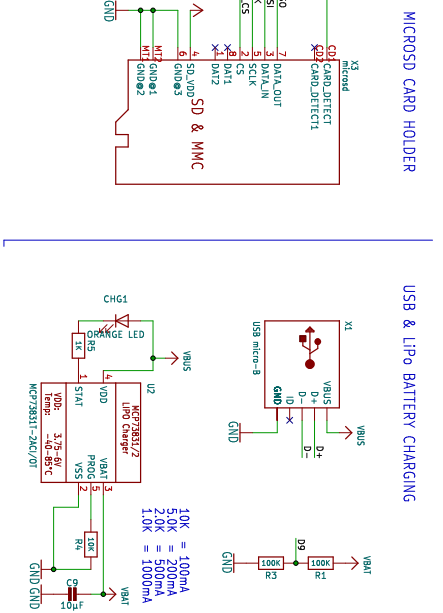 MICROSD CARD HOLDER
GND
CS
SI
MT1
MT2
6
4
1
8
2
5
3
7
CD2
CD1
X3
microsd
GND@2
GND@1
GND@3
SD_VDD
DAT2
DAT1
CS
SCLK
DATA_IN
DATA_OUT
CARD_DETECT1
CARD_DETECT
SD & MMC
USB & LiPo BATTERY CHARGING
CHG1
ORANGE LED
R5
1K
VBUS
1
4
STAT
VDD
U2
MCP73831/2
LIPO Charger
VDD: 3.75-6V
Temp: -40-85°C
MCP73831T-2ACI/OT
VSS
PROG
VBAT
2
5
3
10K
R4
GND
GND
C9
10µF
VBAT
10K = 100mA
5.0K = 200mA
2.0K = 500mA
1.0K = 1000mA
X1
USB micro-B
GND
ID
D-
D+
VBUS
GND
D-
D+
VBUS
D9
GND
100K
R3
100K
R1
VBAT